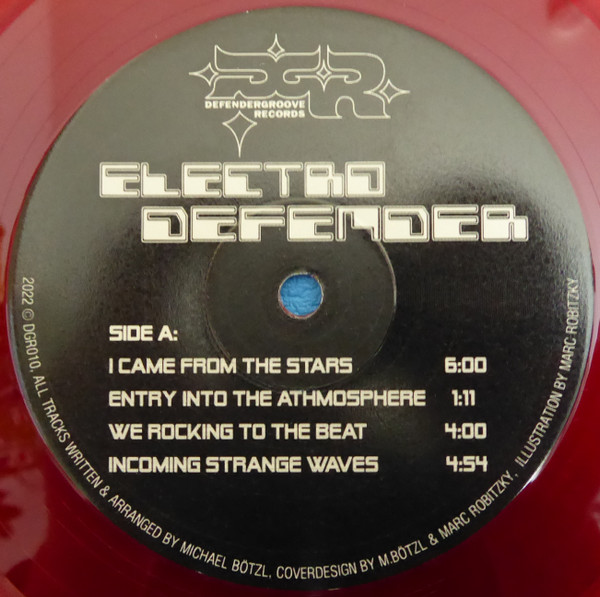 DEFENDERGROOVE
RECORDS
ELECTRO
DEFENDER
SIDE A:
I CAME FROM THE STARS 6:00
ENTRY INTO THE ATHMOSPHERE 1:11
WE ROCKING TO THE BEAT 4:00
INCOMING STRANGE WAVES 4:54
2022 © DGR010, ALL TRACKS WRITTEN & ARRANGED BY MICHAEL BÖTZL, COVERDESIGN BY M.BÖTZL & MARC ROBITZKY, ILLUSTRATION BY MARC ROBITZKY